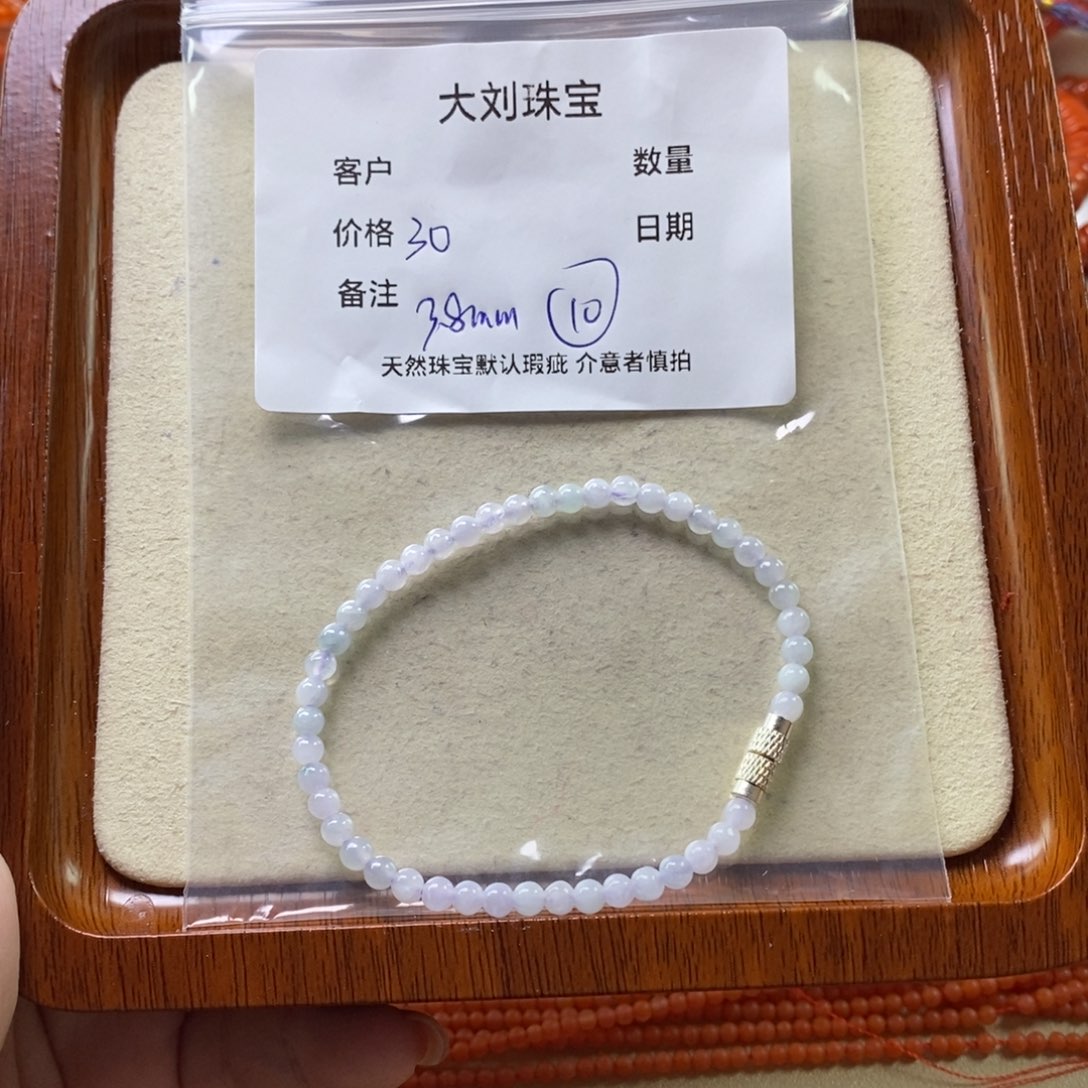 大刘珠宝
客户 数量
价格 30 日期
备注 3.8mm ⑩
天然珠宝默认瑕疵 介意者慎拍